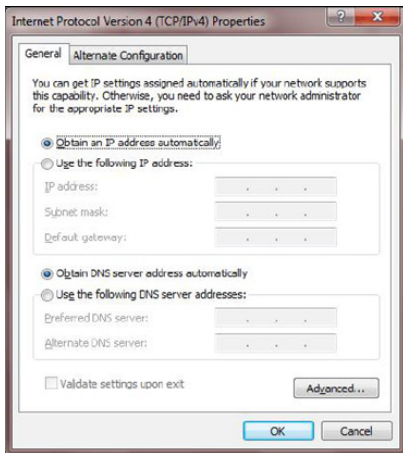 Internet Protocol Version 4 (TCP/IPv4) Properties
General
Alternate Configuration
You can get IP settings assigned automatically if your network supports
this capability. Otherwise, you need to ask your network administrator
for the appropriate IP settings.
Obtain an IP address automatically
Use the following IP address:
IP address:
Subnet mask:
Default gateway:
Obtain DNS server address automatically
Use the following DNS server addresses:
Preferred DNS server:
Alternate DNS server:
Validate settings upon exit
Advanced...
OK
Cancel